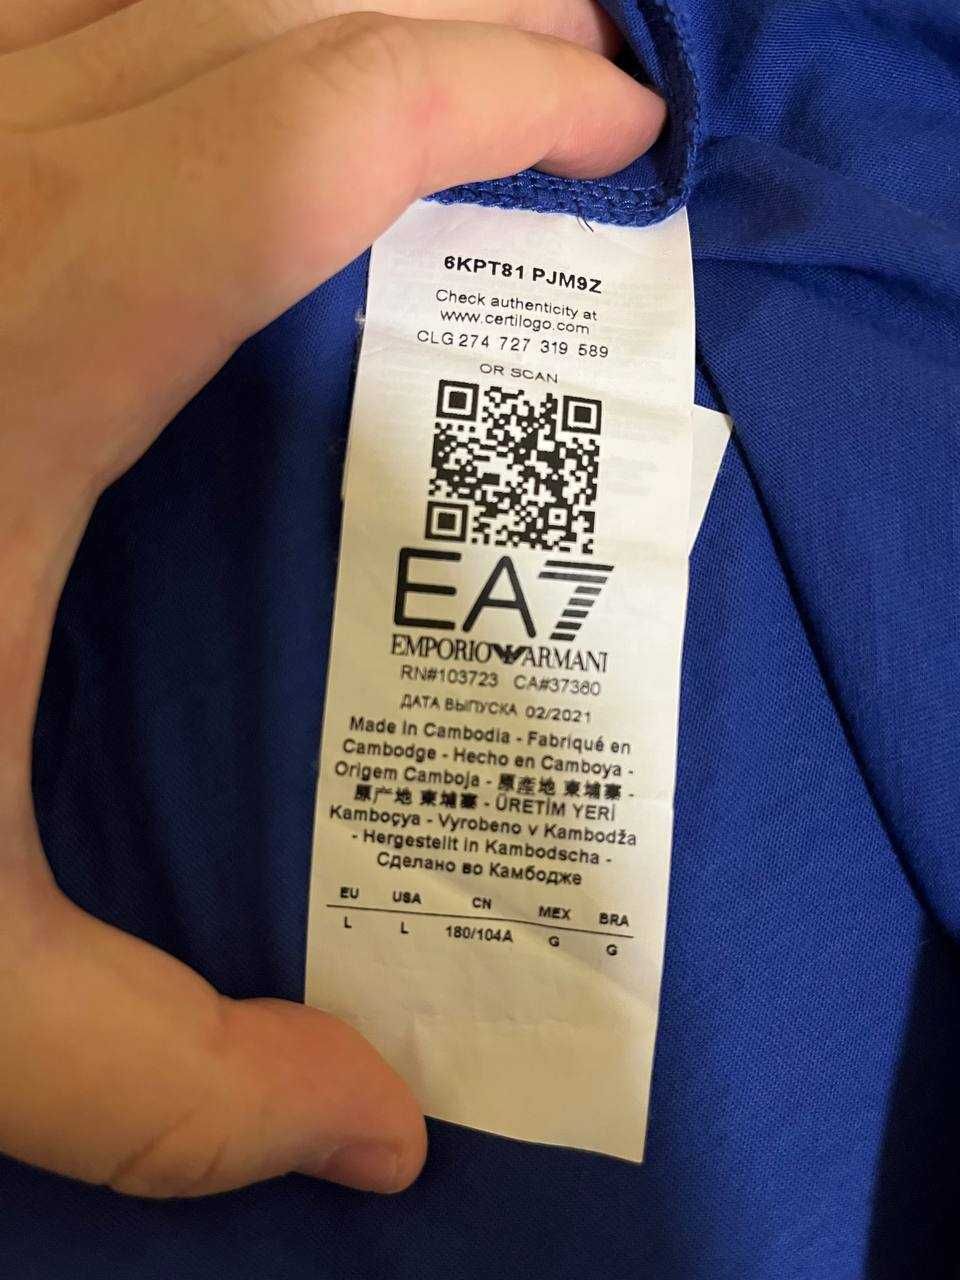 6KPT81 PJM9Z
Check authenticity at
www.certilogo.com
CLG 274 727 319 589
OR SCAN
EA7
EMPORIO ARMANI
RN#103723 CA#37360
ДАТА ВЫПУСКА 02/2021
Made in Cambodia - Fabriqué en
Cambodge - Hecho en Camboya -
Origem Camboja - 原產地 柬埔寨 -
原产地 柬埔寨 - ÜRETİM YERİ
Kamboçya - Vyrobeno v Kambodža
- Hergestellt in Kambodscha -
Сделано во Камбодже
EU USA CN MEX BRA
L L 180/104A G G